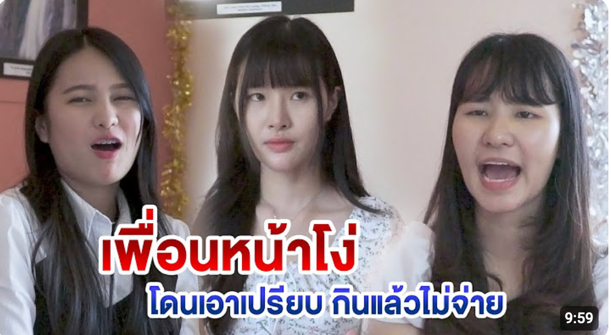 เพื่อนหน้าโง่
โดนเอาเปรียบ กินแล้วไม่จ่าย
9:59